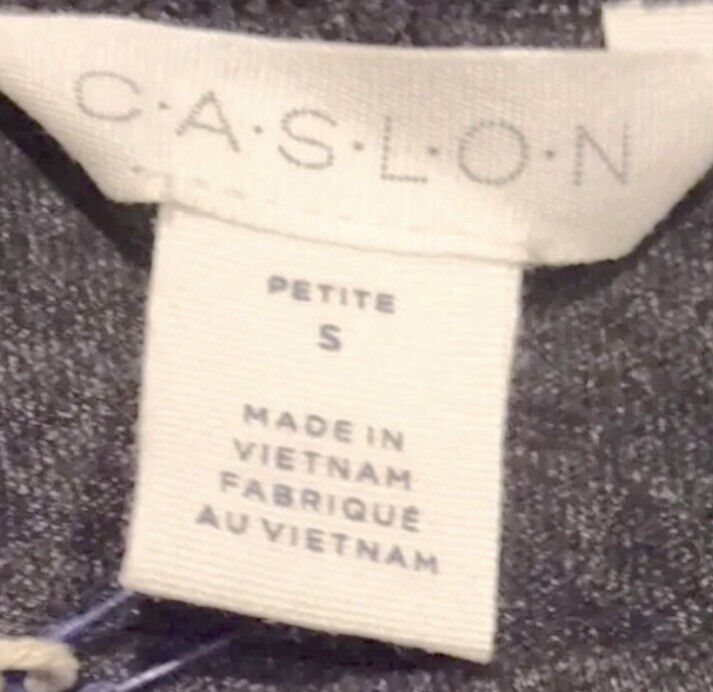 C·A·S·L·O·N
PETITE
S
MADE IN
VIETNAM
FABRIQUÉ
AU VIETNAM